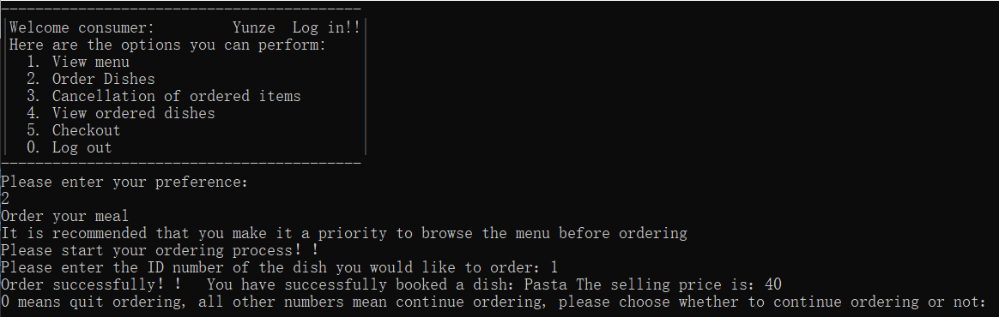 Welcome consumer: Yunze Log in!!
Here are the options you can perform:
1. View menu
2. Order Dishes
3. Cancellation of ordered items
4. View ordered dishes
5. Checkout
0. Log out
Please enter your preference:
2
Order your meal
It is recommended that you make it a priority to browse the menu before ordering
Please start your ordering process!!
Please enter the ID number of the dish you would like to order: 1
Order successfully!! You have successfully booked a dish: Pasta The selling price is: 40
0 means quit ordering, all other numbers mean continue ordering, please choose whether to continue ordering or not: